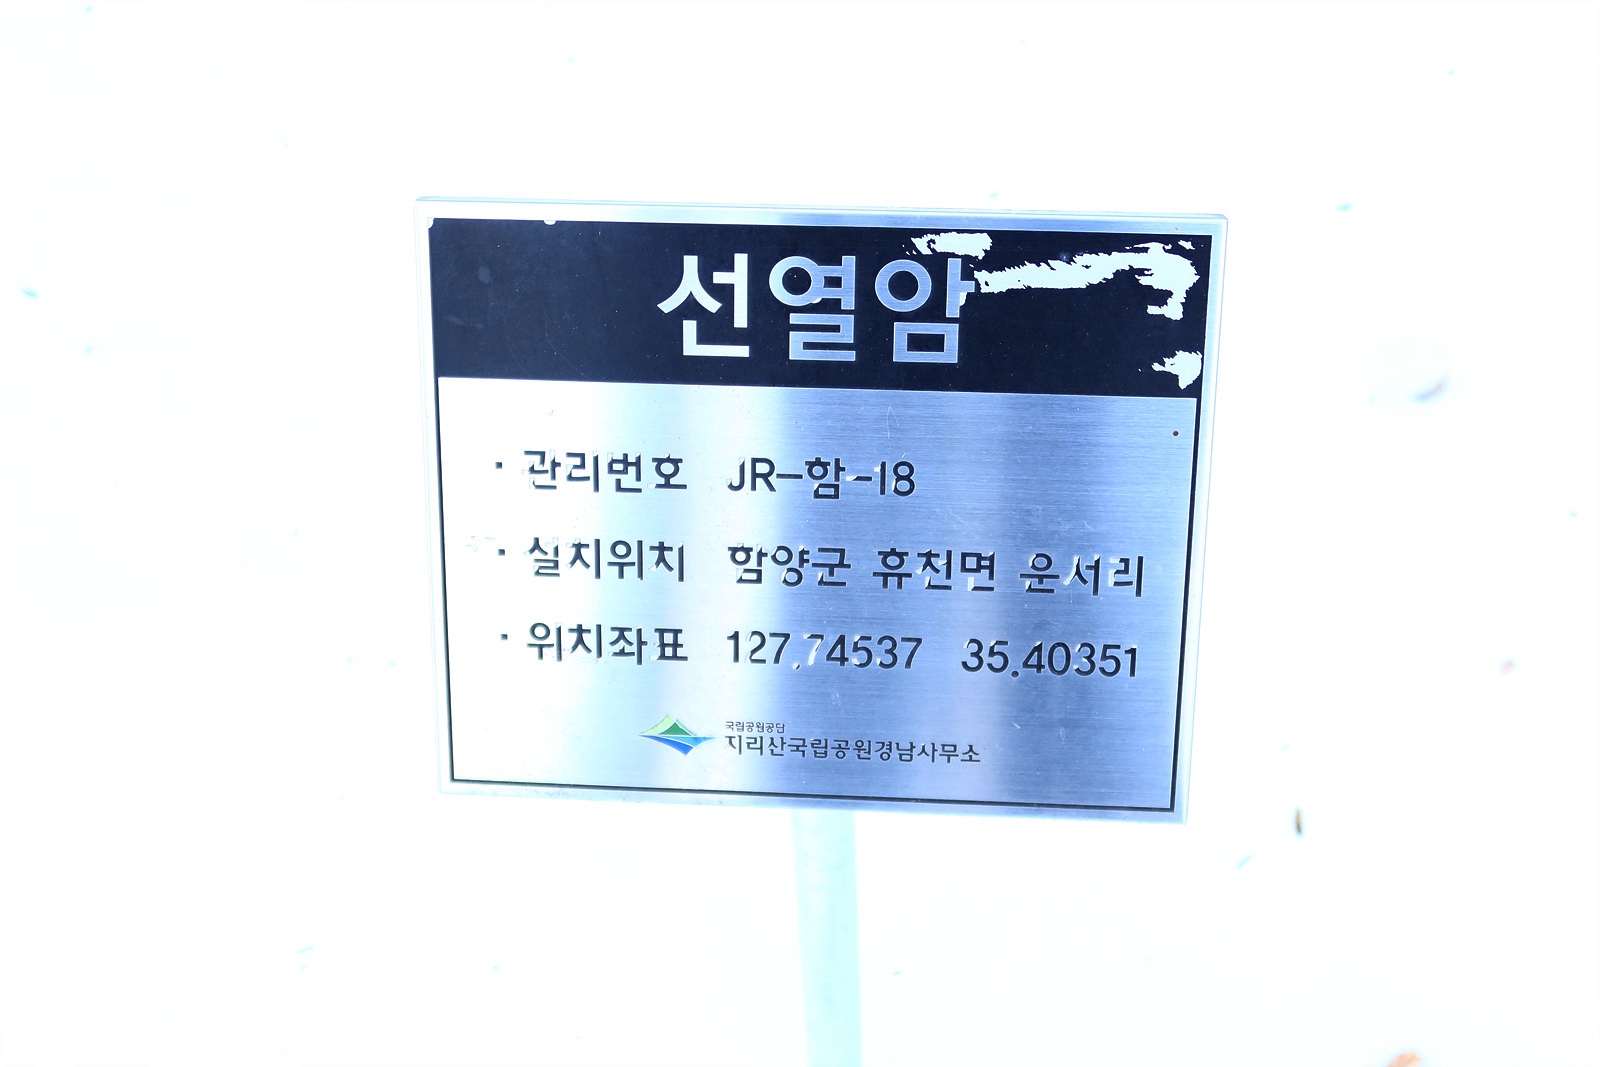 선열암
· 관리번호 JR-함-18
· 설치위치 함양군 휴천면 운서리
· 위치좌표 127.74537 35.40351
국립공원공단
지리산국립공원경남사무소